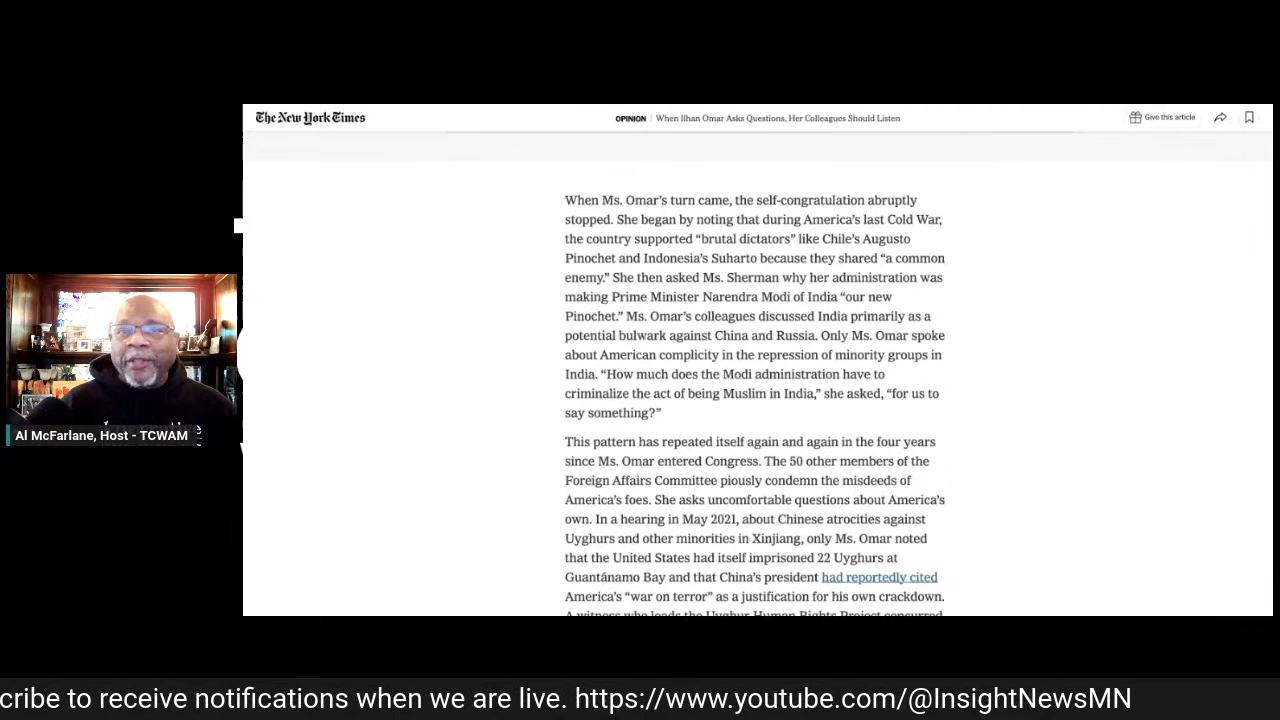 The New York Times
OPINION | When Ilhan Omar Asks Questions, Her Colleagues Should Listen
Give this article
When Ms. Omar’s turn came, the self-congratulation abruptly
stopped. She began by noting that during America’s last Cold War,
the country supported “brutal dictators” like Chile’s Augusto
Pinochet and Indonesia’s Suharto because they shared “a common
enemy.” She then asked Ms. Sherman why her administration was
making Prime Minister Narendra Modi of India “our new
Pinochet.” Ms. Omar’s colleagues discussed India primarily as a
potential bulwark against China and Russia. Only Ms. Omar spoke
about American complicity in the repression of minority groups in
India. “How much does the Modi administration have to
criminalize the act of being Muslim in India,” she asked, “for us to
say something?”
This pattern has repeated itself again and again in the four years
since Ms. Omar entered Congress. The 50 other members of the
Foreign Affairs Committee piously condemn the misdeeds of
America’s foes. She asks uncomfortable questions about America’s
own. In a hearing in May 2021, about Chinese atrocities against
Uyghurs and other minorities in Xinjiang, only Ms. Omar noted
that the United States had itself imprisoned 22 Uyghurs at
Guantánamo Bay and that China’s president had reportedly cited
America’s “war on terror” as a justification for his own crackdown.
A witness who leads the Uyghur Human Rights Project concurred
Al McFarlane, Host - TCWAM
cribe to receive notifications when we are live. https://www.youtube.com/@InsightNewsMN